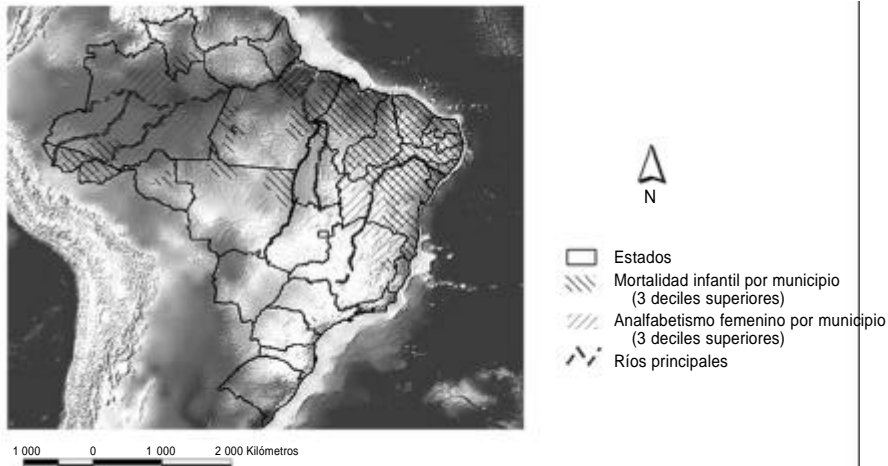 N
Estados
Mortalidad infantil por municipio
(3 deciles superiores)
Analfabetismo femenino por municipio
(3 deciles superiores)
Ríos principales
1 000 0 1 000 2 000 Kilómetros